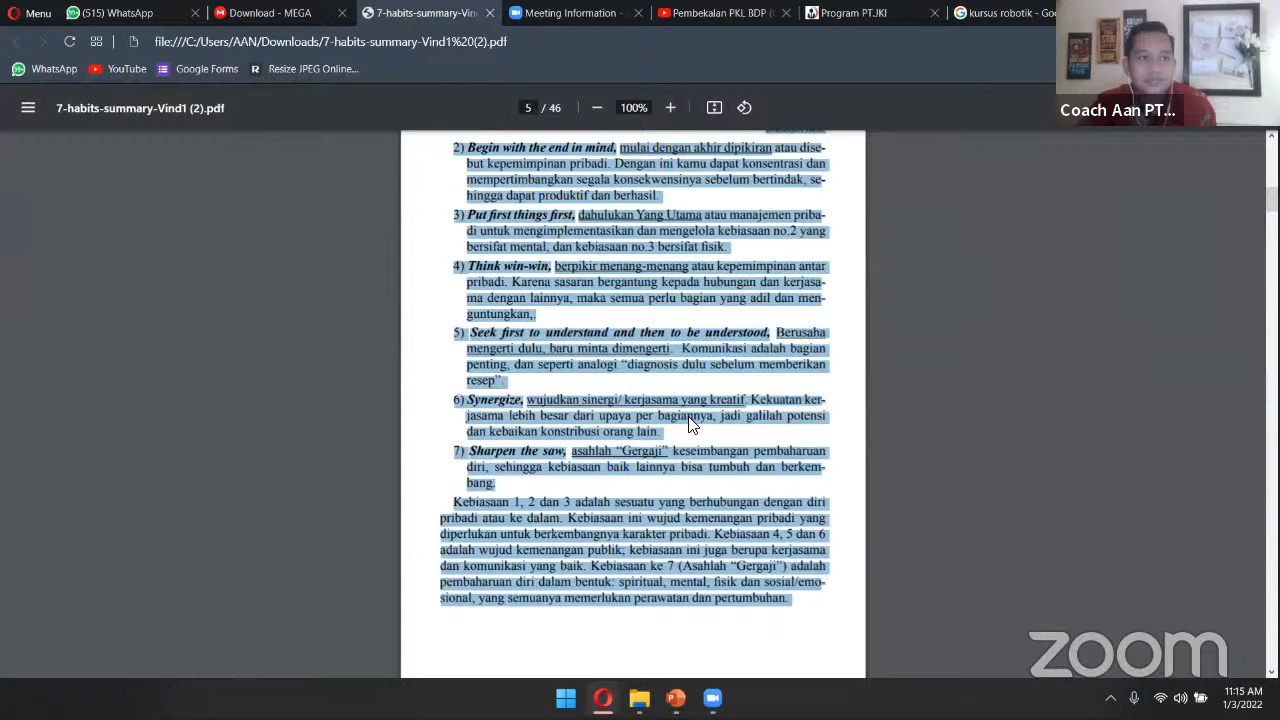 Menu
(515) WhatsApp
Download - MEGA
7-habits-summary-Vind
Meeting Information -
Pembekalan PKL BDP (
Program PTJKI
kursus robotik - Goo
file:///C:/Users/AAN/Downloads/7-habits-summary-Vind1%20(2).pdf
WhatsApp
YouTube
Google Forms
Resize JPEG Onlin...
7-habits-summary-Vind1 (2).pdf
5 / 46
100%
Coach Aan PT...
2) Begin with the end in mind, mulai dengan akhir dipikiran atau dise-
but kepemimpinan pribadi. Dengan ini kamu dapat konsentrasi dan
mempertimbangkan segala konsekwensinya sebelum bertindak, se-
hingga dapat produktif dan berhasil.
3) Put first things first, dahulukan Yang Utama atau manajemen priba-
di untuk mengimplementasikan dan mengelola kebiasaan no.2 yang
bersifat mental, dan kebiasaan no.3 bersifat fisik.
4) Think win-win, berpikir menang-menang atau kepemimpinan antar
pribadi. Karena sasaran bergantung kepada hubungan dan kerjasa-
ma dengan lainnya, maka semua perlu bagian yang adil dan men-
guntungkan,.
5) Seek first to understand and then to be understood, Berusaha
mengerti dulu, baru minta dimengerti. Komunikasi adalah bagian
penting, dan seperti analogi “diagnosis dulu sebelum memberikan
resep”.
6) Synergize, wujudkan sinergi/ kerjasama yang kreatif. Kekuatan ker-
jasama lebih besar dari upaya per bagiannya, jadi galilah potensi
dan kebaikan konstribusi orang lain.
7) Sharpen the saw, asahlah “Gergaji” keseimbangan pembaharuan
diri, sehingga kebiasaan baik lainnya bisa tumbuh dan berkem-
bang.
Kebiasaan 1, 2 dan 3 adalah sesuatu yang berhubungan dengan diri
pribadi atau ke dalam. Kebiasaan ini wujud kemenangan pribadi yang
diperlukan untuk berkembangnya karakter pribadi. Kebiasaan 4, 5 dan 6
adalah wujud kemenangan publik; kebiasaan ini juga berupa kerjasama
dan komunikasi yang baik. Kebiasaan ke 7 (Asahlah “Gergaji”) adalah
pembaharuan diri dalam bentuk: spiritual, mental, fisik dan sosial/emo-
sional, yang semuanya memerlukan perawatan dan pertumbuhan.
zoom
11:15 AM
1/3/2022